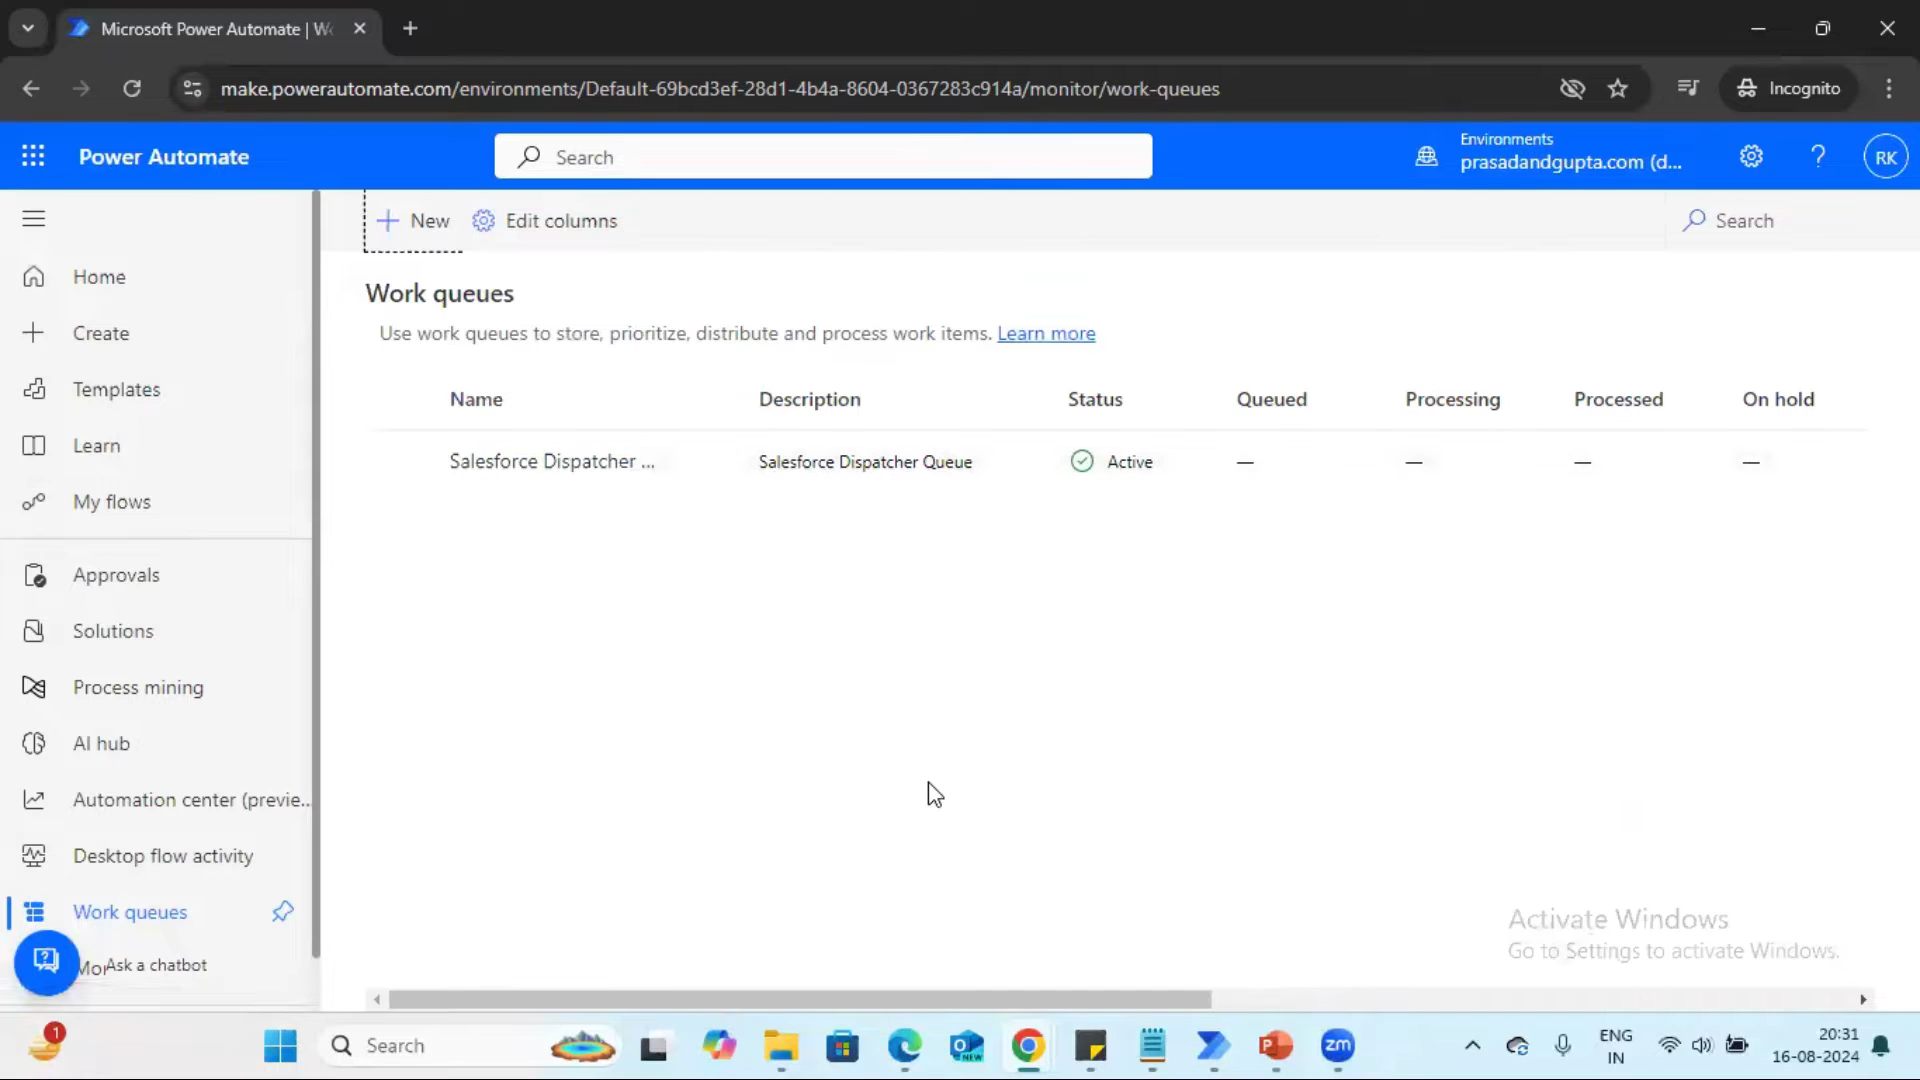 Microsoft Power Automate | Wo
make.powerautomate.com/environments/Default-69bcd3ef-28d1-4b4a-8604-0367283c914a/monitor/work-queues
Incognito
Power Automate
Search
Environments
prasadandgupta.com (d...
RK
New
Edit columns
Search
Home
Create
Templates
Learn
My flows
Approvals
Solutions
Process mining
AI hub
Automation center (previe...
Desktop flow activity
Work queues
Mor
Ask a chatbot
Work queues
Use work queues to store, prioritize, distribute and process work items. Learn more
Name Description Status Queued Processing Processed On hold
Salesforce Dispatcher ... Salesforce Dispatcher Queue Active — — — —
Activate Windows
Go to Settings to activate Windows.
1
Search
NEW
zm
ENG
IN
20:31
16-08-2024